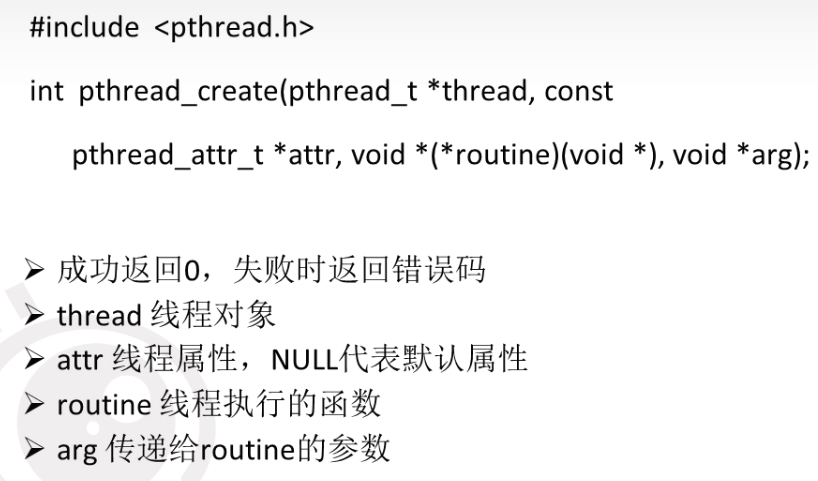 #include <pthread.h>
int pthread_create(pthread_t *thread, const
pthread_attr_t *attr, void *(*routine)(void *), void *arg);
➢ 成功返回0，失败时返回错误码
➢ thread 线程对象
➢ attr 线程属性，NULL代表默认属性
➢ routine 线程执行的函数
➢ arg 传递给routine的参数